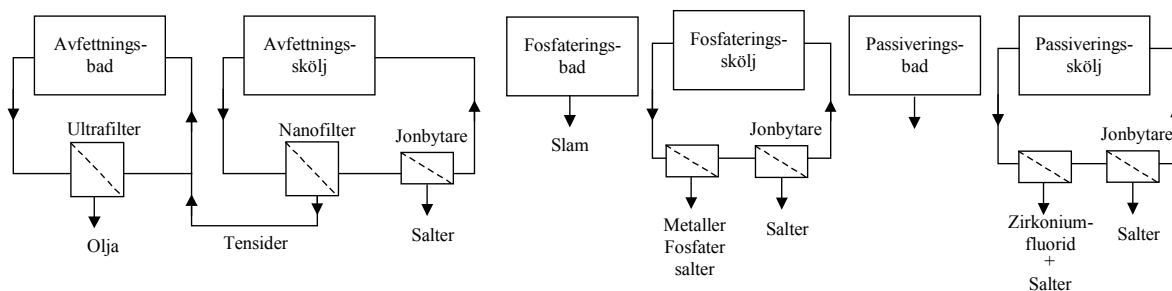 Avfettnings-
bad
Ultrafilter
Olja
Tensider
Avfettnings-
skölj
Nanofilter
Jonbytare
Salter
Fosfaterings-
bad
Slam
Fosfaterings-
skölj
Jonbytare
Metaller
Fosfater
salter
Salter
Passiverings-
bad
Passiverings-
skölj
Jonbytare
Zirkonium-
fluorid
+
Salter
Salter